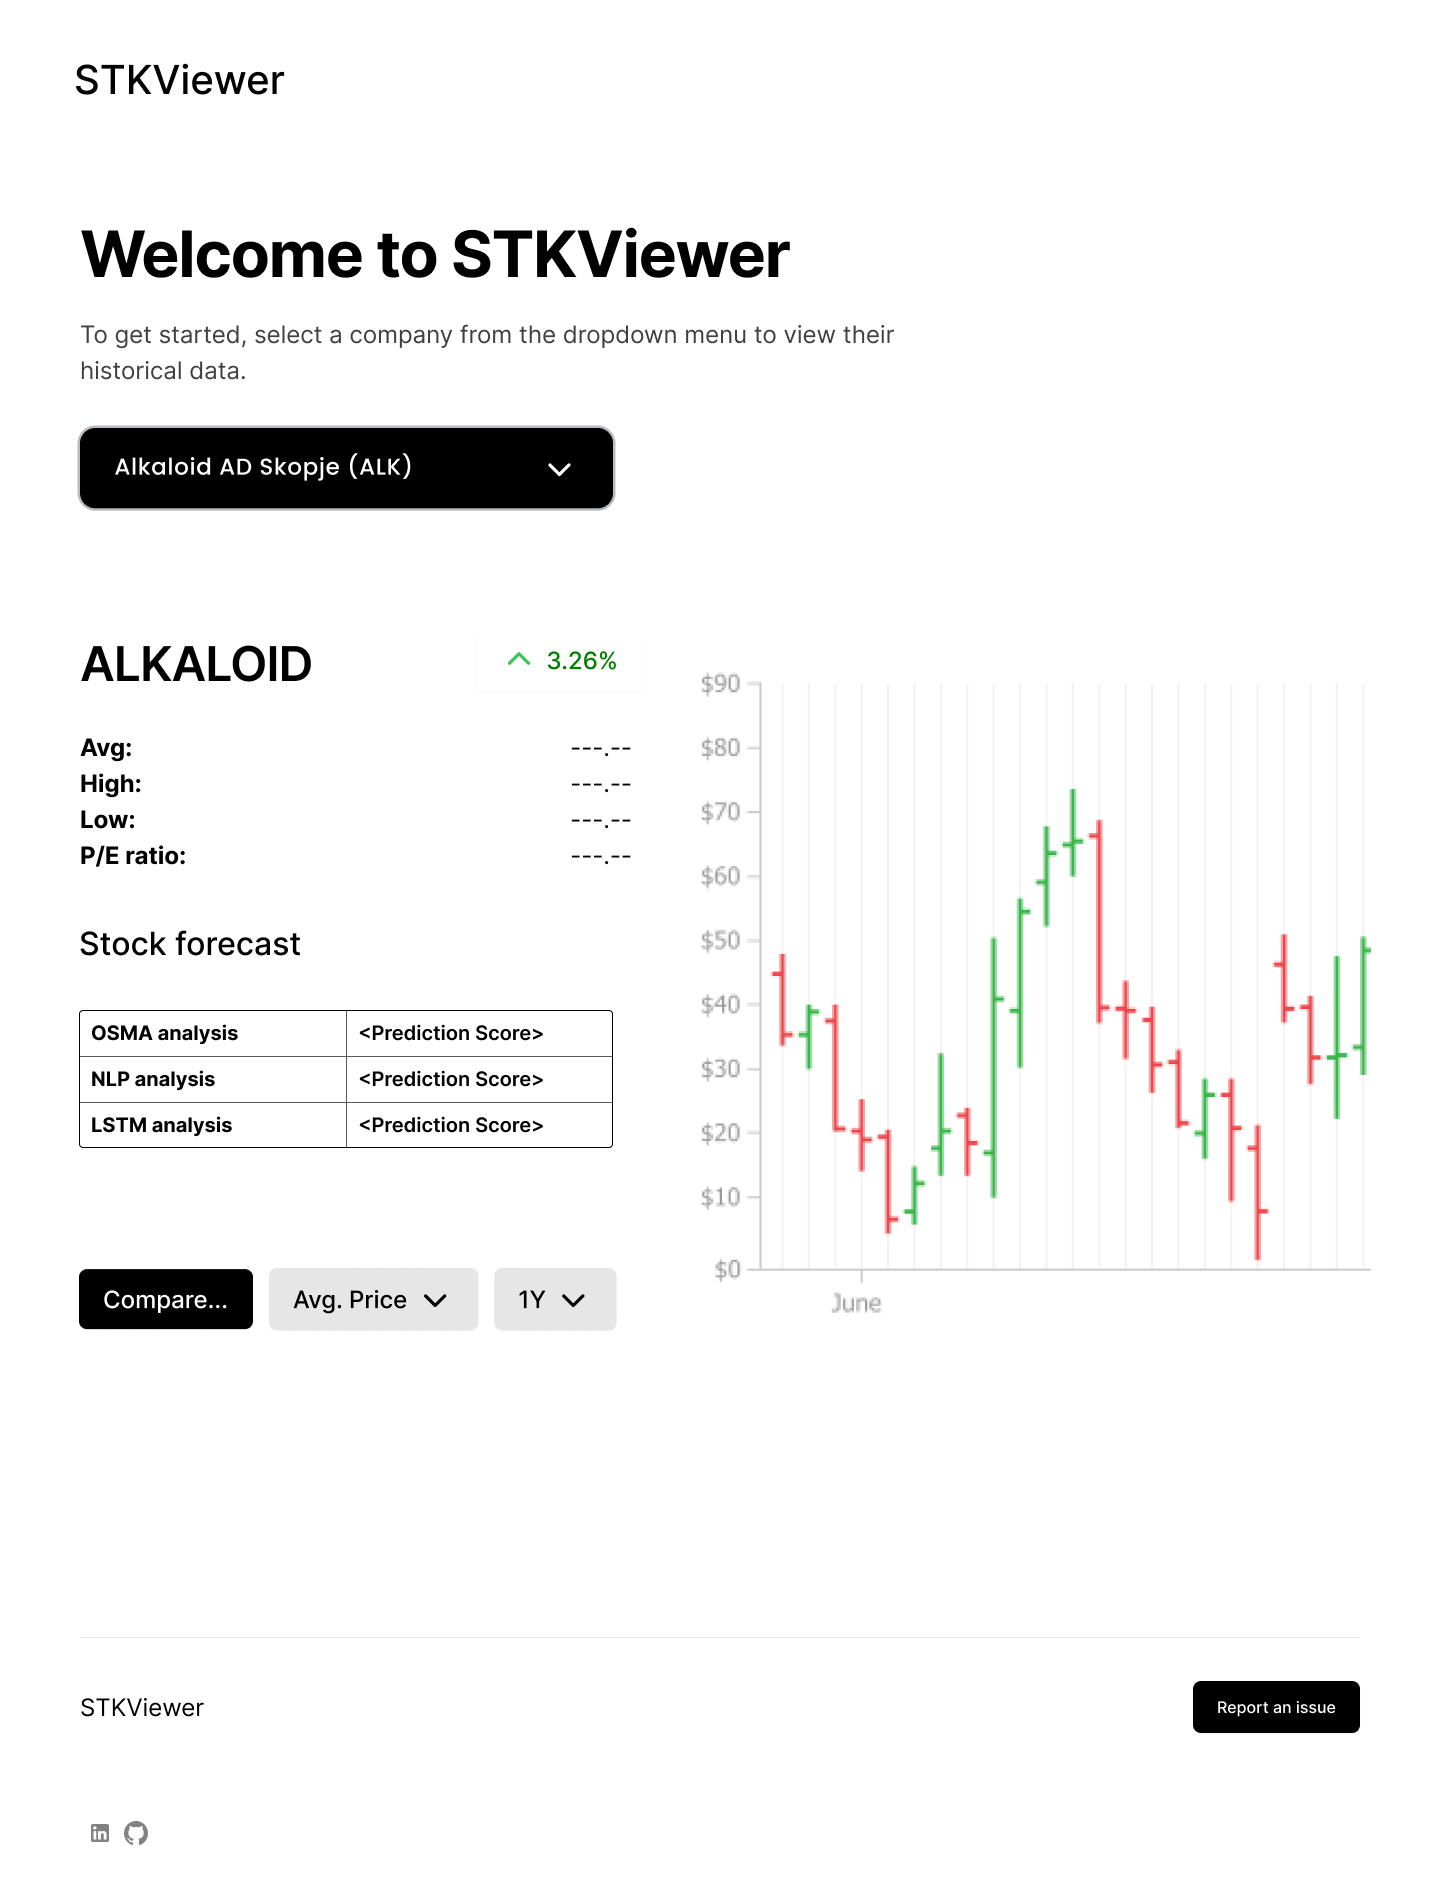 STKViewer
Welcome to STKViewer
To get started, select a company from the dropdown menu to view their
historical data.
Alkaloid AD Skopje (ALK)
ALKALOID
3.26%
Avg: ---.--
High: ---.--
Low: ---.--
P/E ratio: ---.--
Stock forecast
OSMA analysis <Prediction Score>
NLP analysis <Prediction Score>
LSTM analysis <Prediction Score>
Compare... Avg. Price 1Y
$90
$80
$70
$60
$50
$40
$30
$20
$10
$0
June
STKViewer
Report an issue
in